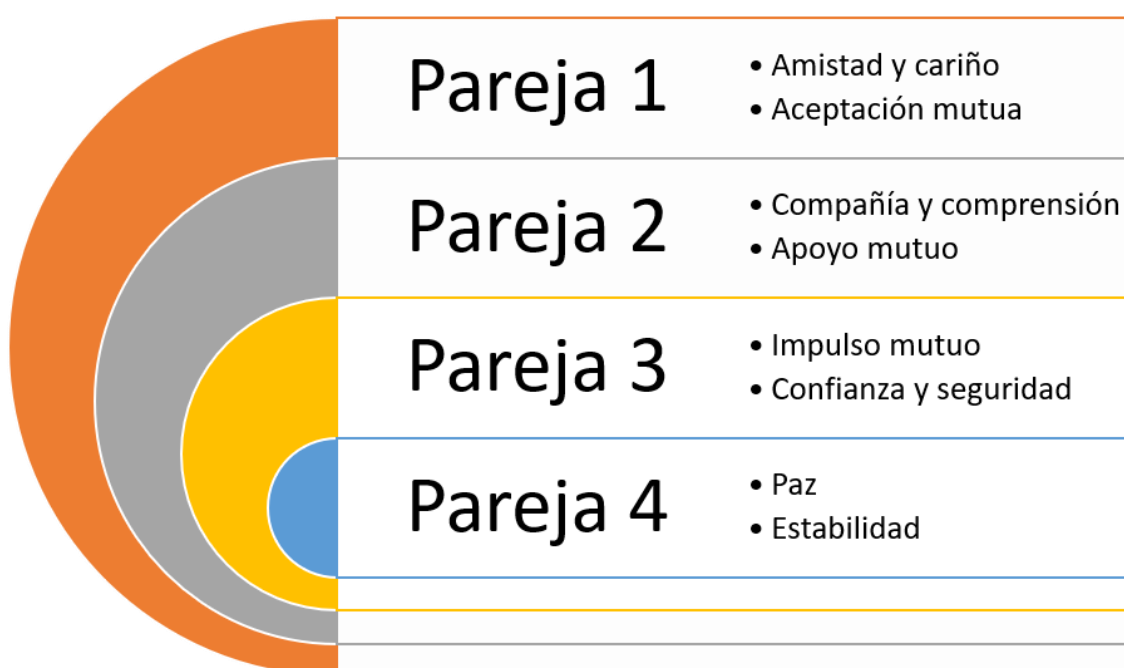 Pareja 1
• Amistad y cariño
• Aceptación mutua
Pareja 2
• Compañía y comprensión
• Apoyo mutuo
Pareja 3
• Impulso mutuo
• Confianza y seguridad
Pareja 4
• Paz
• Estabilidad